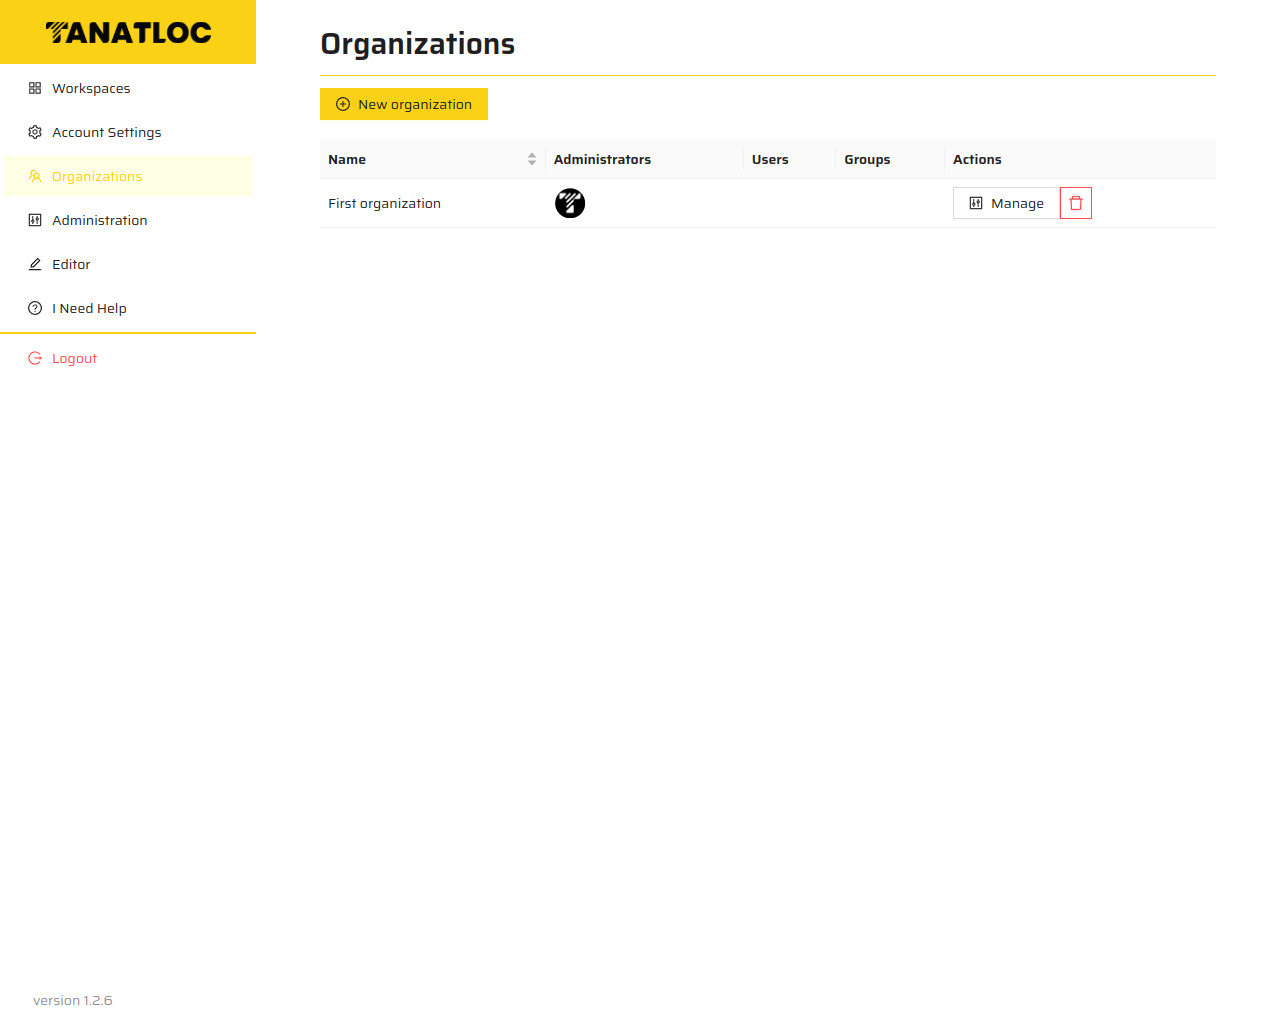 TANATLOC
Workspaces
Account Settings
Organizations
Administration
Editor
I Need Help
Logout
version 1.2.6
Organizations
New organization
Name Administrators Users Groups Actions
First organization T Manage